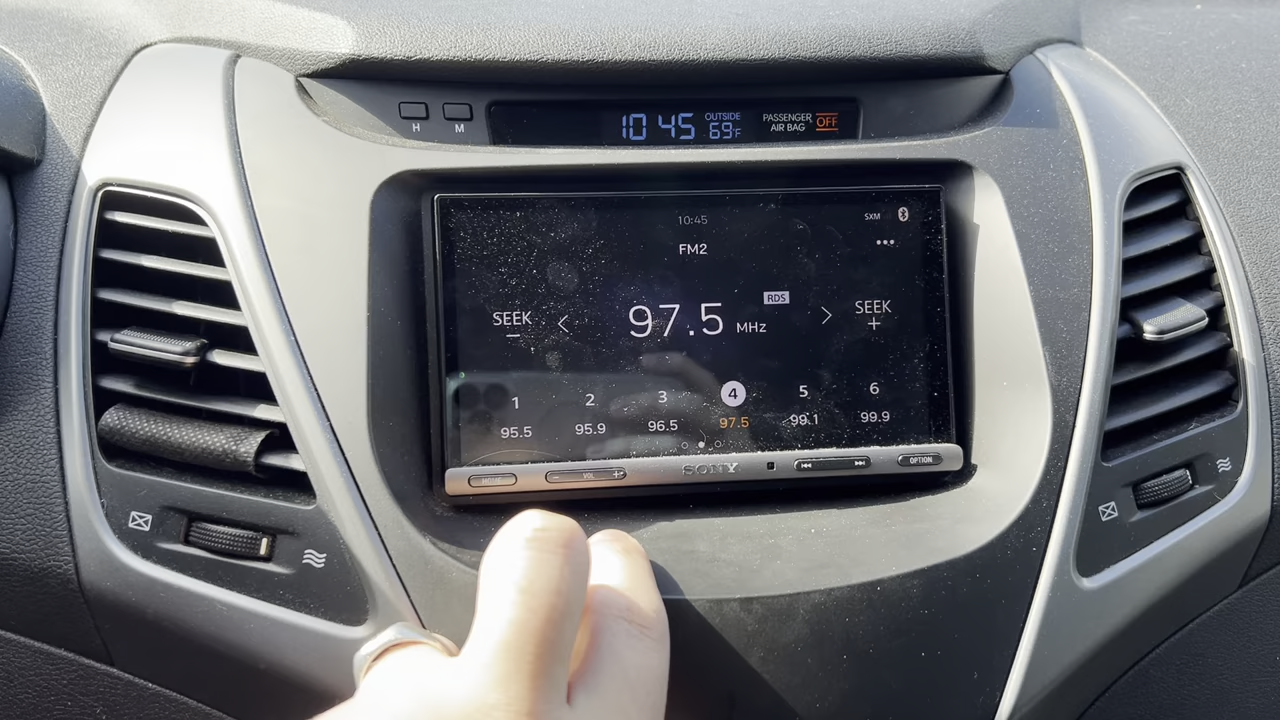 H M
10 45 OUTSIDE 69°F PASSENGER AIR BAG OFF
10:45 SXM
FM2
SEEK − 97.5 MHz RDS SEEK +
1 2 3 4 5 6
95.5 95.9 96.5 97.5 99.1 99.9
− VOL + SONY OPTION